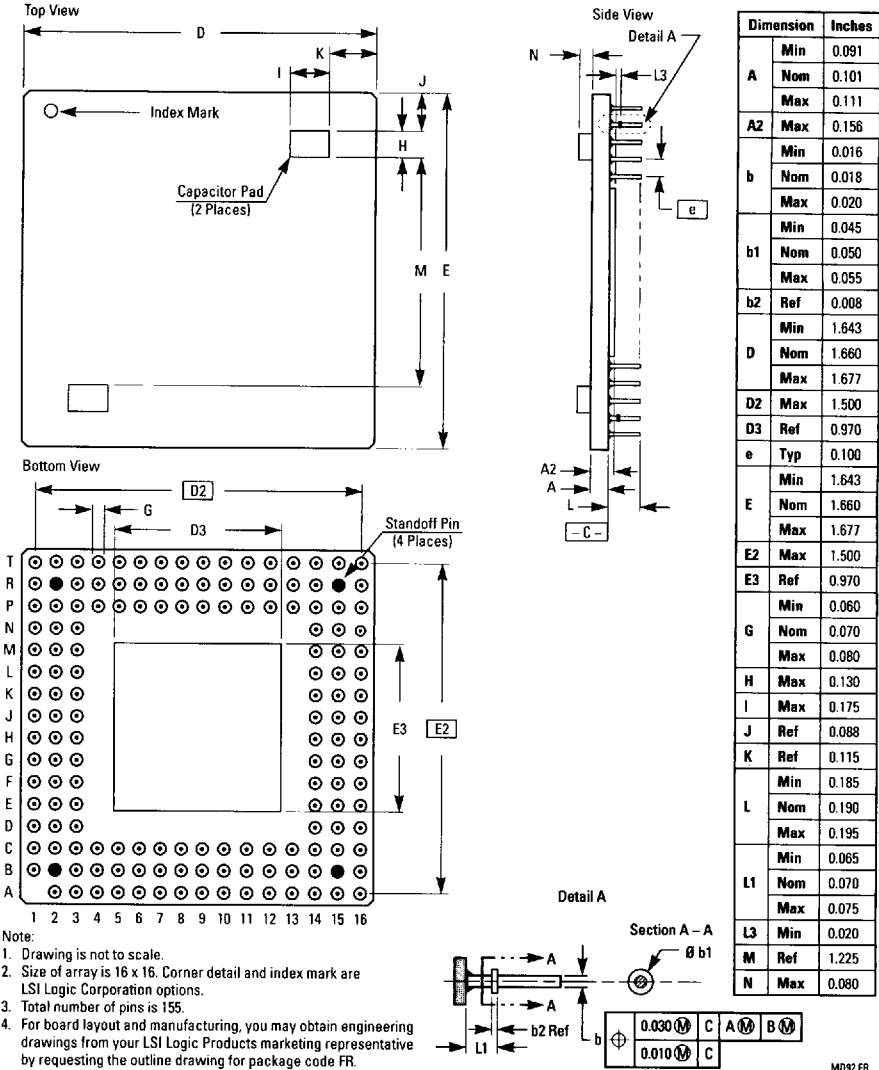 Top View
D
K
I
J
Index Mark
H
Capacitor Pad
(2 Places)
M
E
Side View
Detail A
N
L3
e
A2
A
L
- C -
Bottom View
D2
G
D3
Standoff Pin
(4 Places)
T
R
P
N
M
L
K
J
H
G
F
E
D
C
B
A
E3
E2
1 2 3 4 5 6 7 8 9 10 11 12 13 14 15 16
Note:
1. Drawing is not to scale.
2. Size of array is 16 x 16. Corner detail and index mark are
LSI Logic Corporation options.
3. Total number of pins is 155.
4. For board layout and manufacturing, you may obtain engineering
drawings from your LSI Logic Products marketing representative
by requesting the outline drawing for package code FR.
Detail A
A
A
b2 Ref
L1
b
Section A – A
Ø b1
0.030 Ⓜ C A Ⓜ B Ⓜ
0.010 Ⓜ C
Dimension Inches
A Min 0.091
Nom 0.101
Max 0.111
A2 Max 0.156
b Min 0.016
Nom 0.018
Max 0.020
b1 Min 0.045
Nom 0.050
Max 0.055
b2 Ref 0.008
D Min 1.643
Nom 1.660
Max 1.677
D2 Max 1.500
D3 Ref 0.970
e Typ 0.100
E Min 1.643
Nom 1.660
Max 1.677
E2 Max 1.500
E3 Ref 0.970
G Min 0.060
Nom 0.070
Max 0.080
H Max 0.130
I Max 0.175
J Ref 0.088
K Ref 0.115
L Min 0.185
Nom 0.190
Max 0.195
L1 Min 0.065
Nom 0.070
Max 0.075
L3 Min 0.020
M Ref 1.225
N Max 0.080
MD92.FR